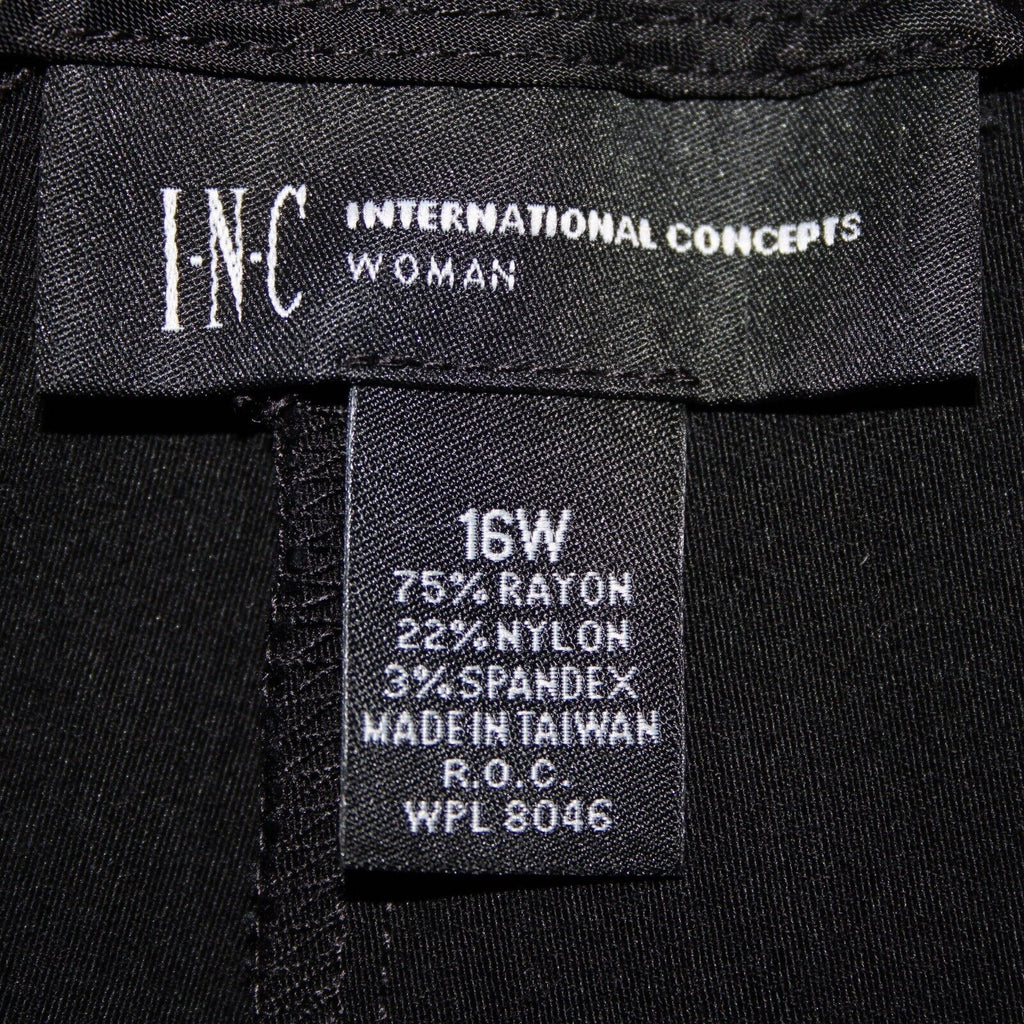 I·N·C INTERNATIONAL CONCEPTS
WOMAN
16W
75% RAYON
22% NYLON
3% SPANDEX
MADE IN TAIWAN
R.O.C.
WPL 8046